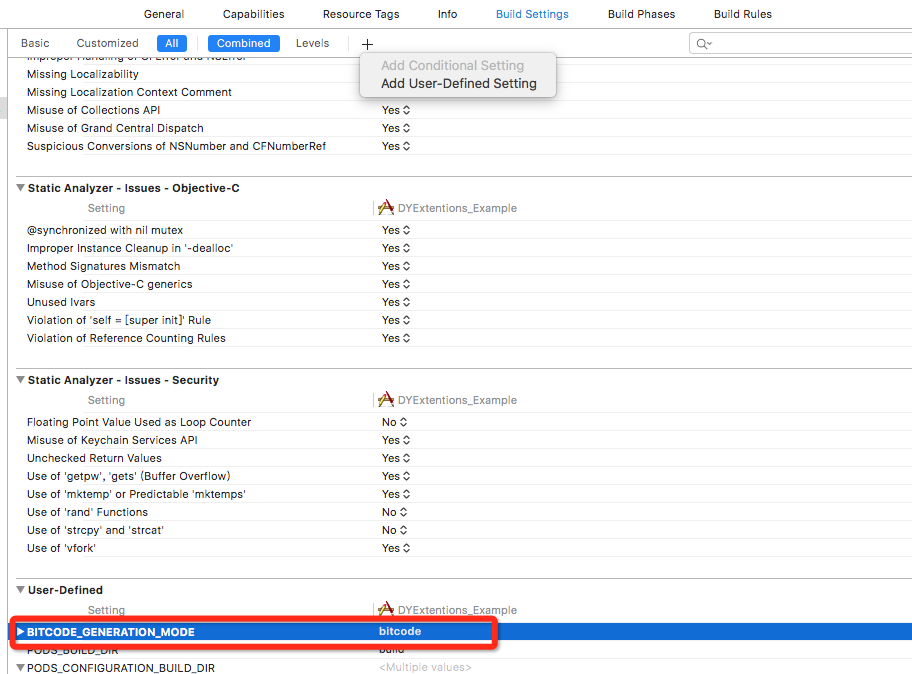 General Capabilities Resource Tags Info Build Settings Build Phases Build Rules
Basic Customized All Combined Levels +
Add Conditional Setting
Add User-Defined Setting
Missing Localizability
Missing Localization Context Comment
Misuse of Collections API Yes
Misuse of Grand Central Dispatch Yes
Suspicious Conversions of NSNumber and CFNumberRef Yes
Static Analyzer - Issues - Objective-C
Setting DYExtentions_Example
@synchronized with nil mutex Yes
Improper Instance Cleanup in '-dealloc' Yes
Method Signatures Mismatch Yes
Misuse of Objective-C generics Yes
Unused Ivars Yes
Violation of 'self = [super init]' Rule Yes
Violation of Reference Counting Rules Yes
Static Analyzer - Issues - Security
Setting DYExtentions_Example
Floating Point Value Used as Loop Counter No
Misuse of Keychain Services API Yes
Unchecked Return Values Yes
Use of 'getpw', 'gets' (Buffer Overflow) Yes
Use of 'mktemp' or Predictable 'mktemps' Yes
Use of 'rand' Functions No
Use of 'strcpy' and 'strcat' No
Use of 'vfork' Yes
User-Defined
Setting DYExtentions_Example
BITCODE_GENERATION_MODE bitcode
PODS_BUILD_DIR build
PODS_CONFIGURATION_BUILD_DIR <Multiple values>